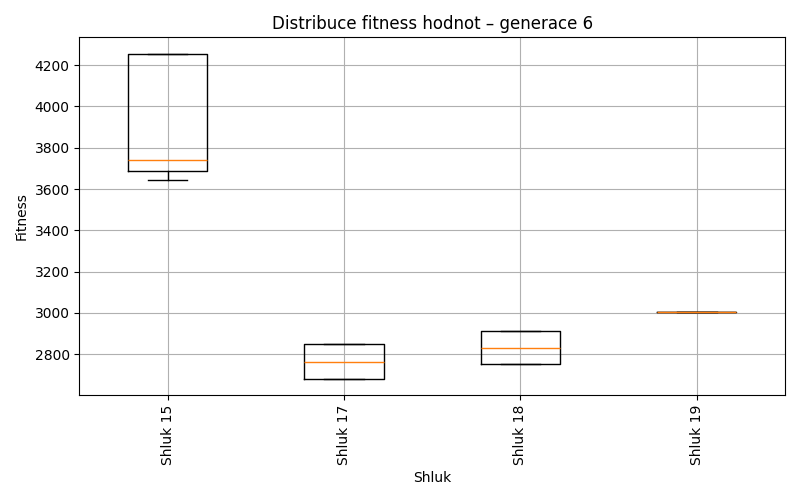 Distribuce fitness hodnot – generace 6
Fitness
4200
4000
3800
3600
3400
3200
3000
2800
Shluk 15
Shluk 17
Shluk 18
Shluk 19
Shluk